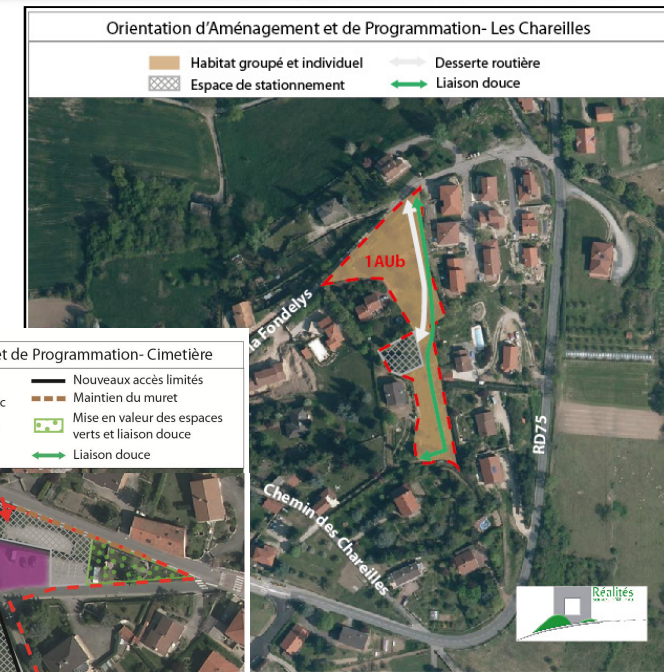 Orientation d'Aménagement et de Programmation- Les Chareilles
Habitat groupé et individuel
Desserte routière
Espace de stationnement
Liaison douce
1AUb
la Fondelys
et de Programmation- Cimetière
Nouveaux accès limités
c
Maintien du muret
Mise en valeur des espaces
verts et liaison douce
Liaison douce
RD75
Chemin des Chareilles
Réalités